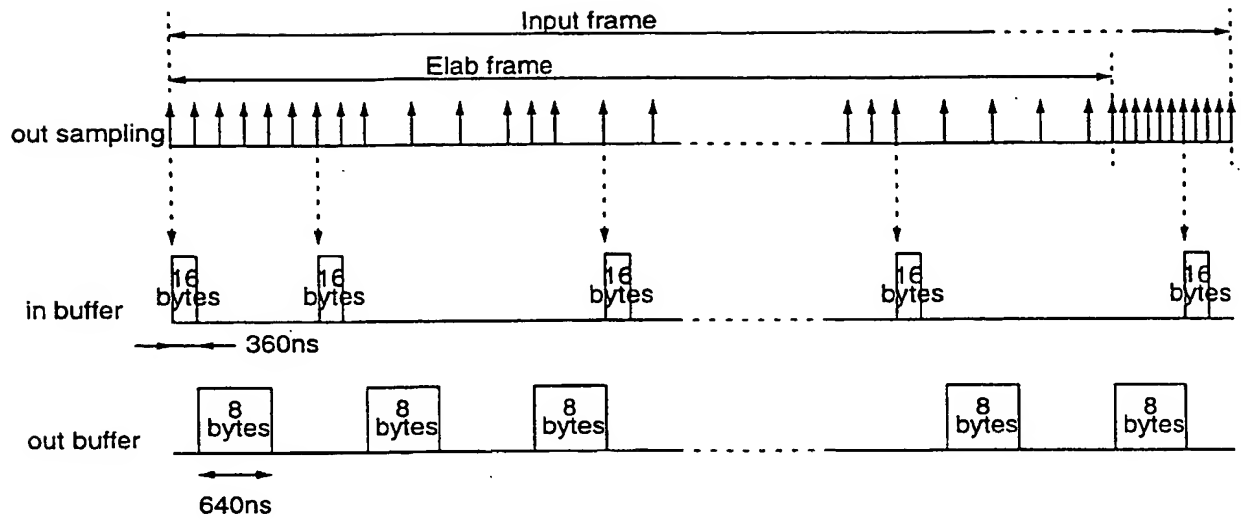 Input frame
Elab frame
out sampling
16 bytes
16 bytes
16 bytes
16 bytes
16 bytes
in buffer
360ns
8 bytes
8 bytes
8 bytes
8 bytes
8 bytes
out buffer
640ns